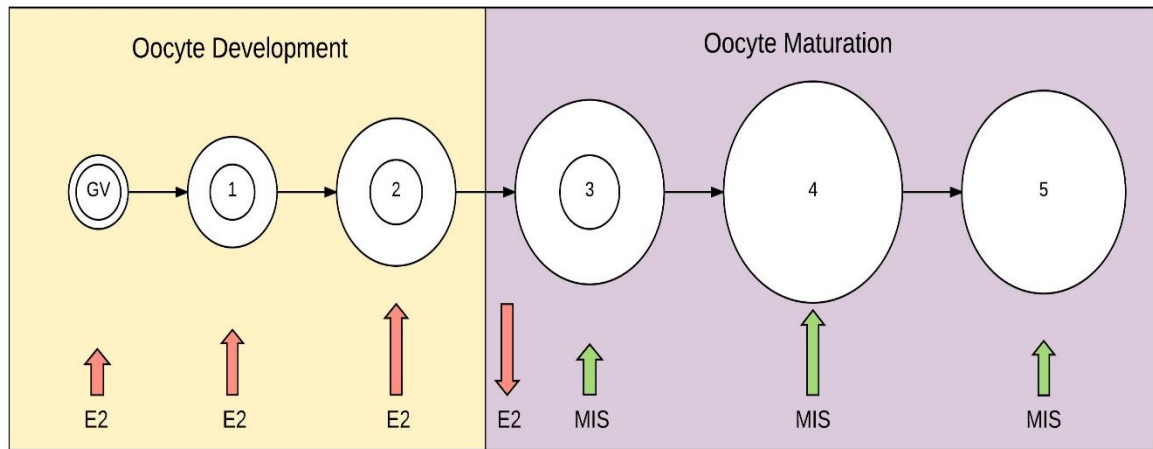 Oocyte Development
Oocyte Maturation
GV
1
2
3
4
5
E2
E2
E2
E2
MIS
MIS
MIS